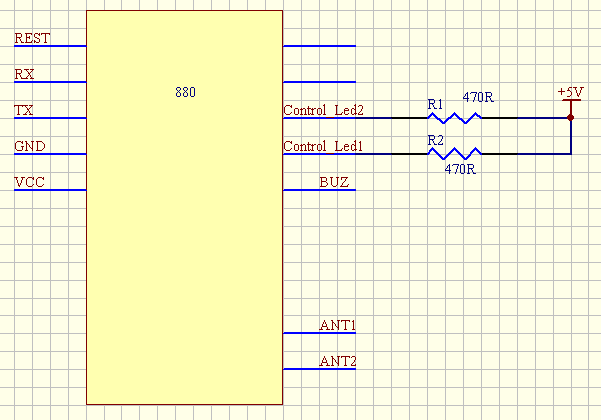 REST
RX
880
470R
+5V
R1
TX
Control Led2
GND
Control Led1
R2
470R
VCC
BUZ
ANT1
ANT2